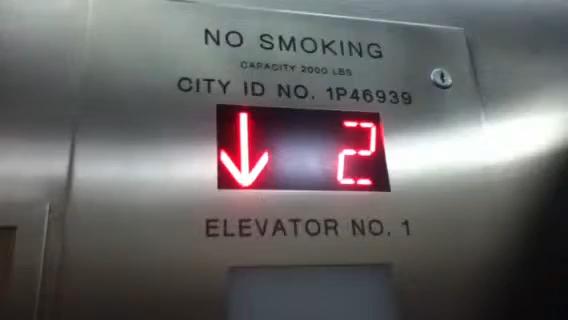 NO SMOKING
CAPACITY 2000 LBS
CITY ID NO. 1P46939
↓ 2
ELEVATOR NO. 1